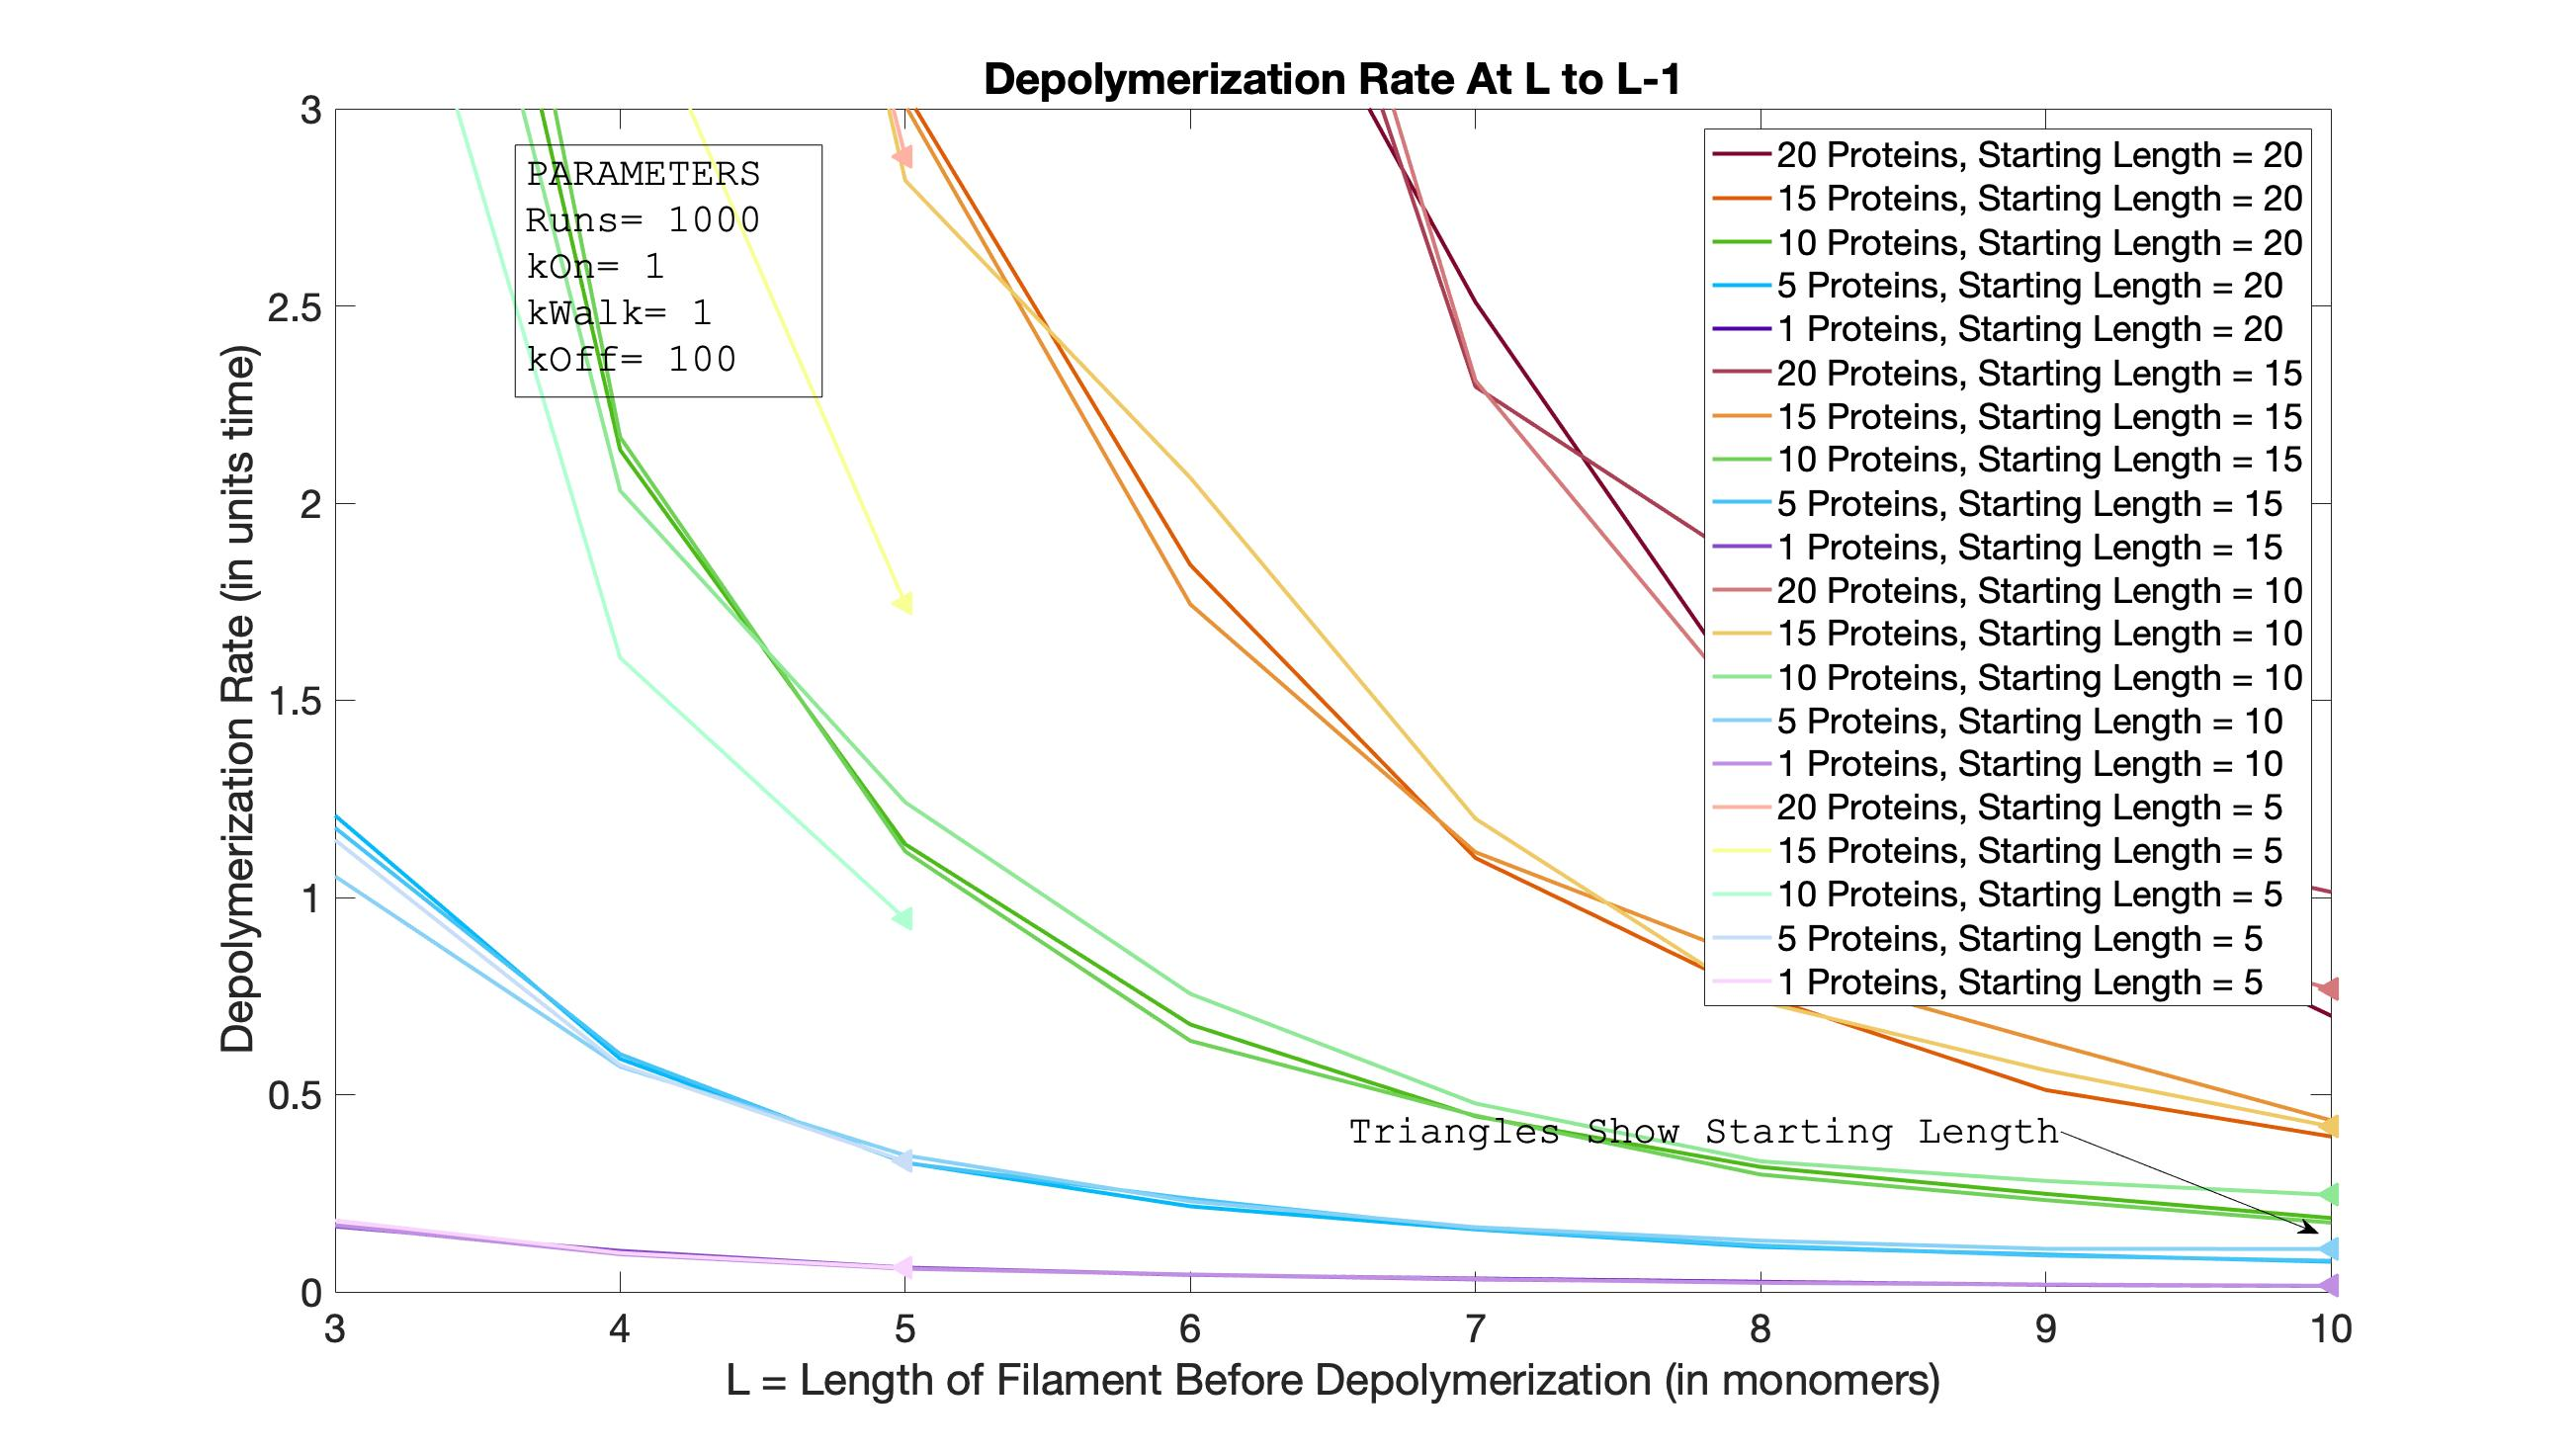 Depolymerization Rate At L to L-1
Depolymerization Rate (in units time)
3
2.5
2
1.5
1
0.5
0
PARAMETERS
Runs= 1000
kOn= 1
kWalk= 1
kOff= 100
20 Proteins, Starting Length = 20
15 Proteins, Starting Length = 20
10 Proteins, Starting Length = 20
5 Proteins, Starting Length = 20
1 Proteins, Starting Length = 20
20 Proteins, Starting Length = 15
15 Proteins, Starting Length = 15
10 Proteins, Starting Length = 15
5 Proteins, Starting Length = 15
1 Proteins, Starting Length = 15
20 Proteins, Starting Length = 10
15 Proteins, Starting Length = 10
10 Proteins, Starting Length = 10
5 Proteins, Starting Length = 10
1 Proteins, Starting Length = 10
20 Proteins, Starting Length = 5
15 Proteins, Starting Length = 5
10 Proteins, Starting Length = 5
5 Proteins, Starting Length = 5
1 Proteins, Starting Length = 5
Triangles Show Starting Length
3 4 5 6 7 8 9 10
L = Length of Filament Before Depolymerization (in monomers)